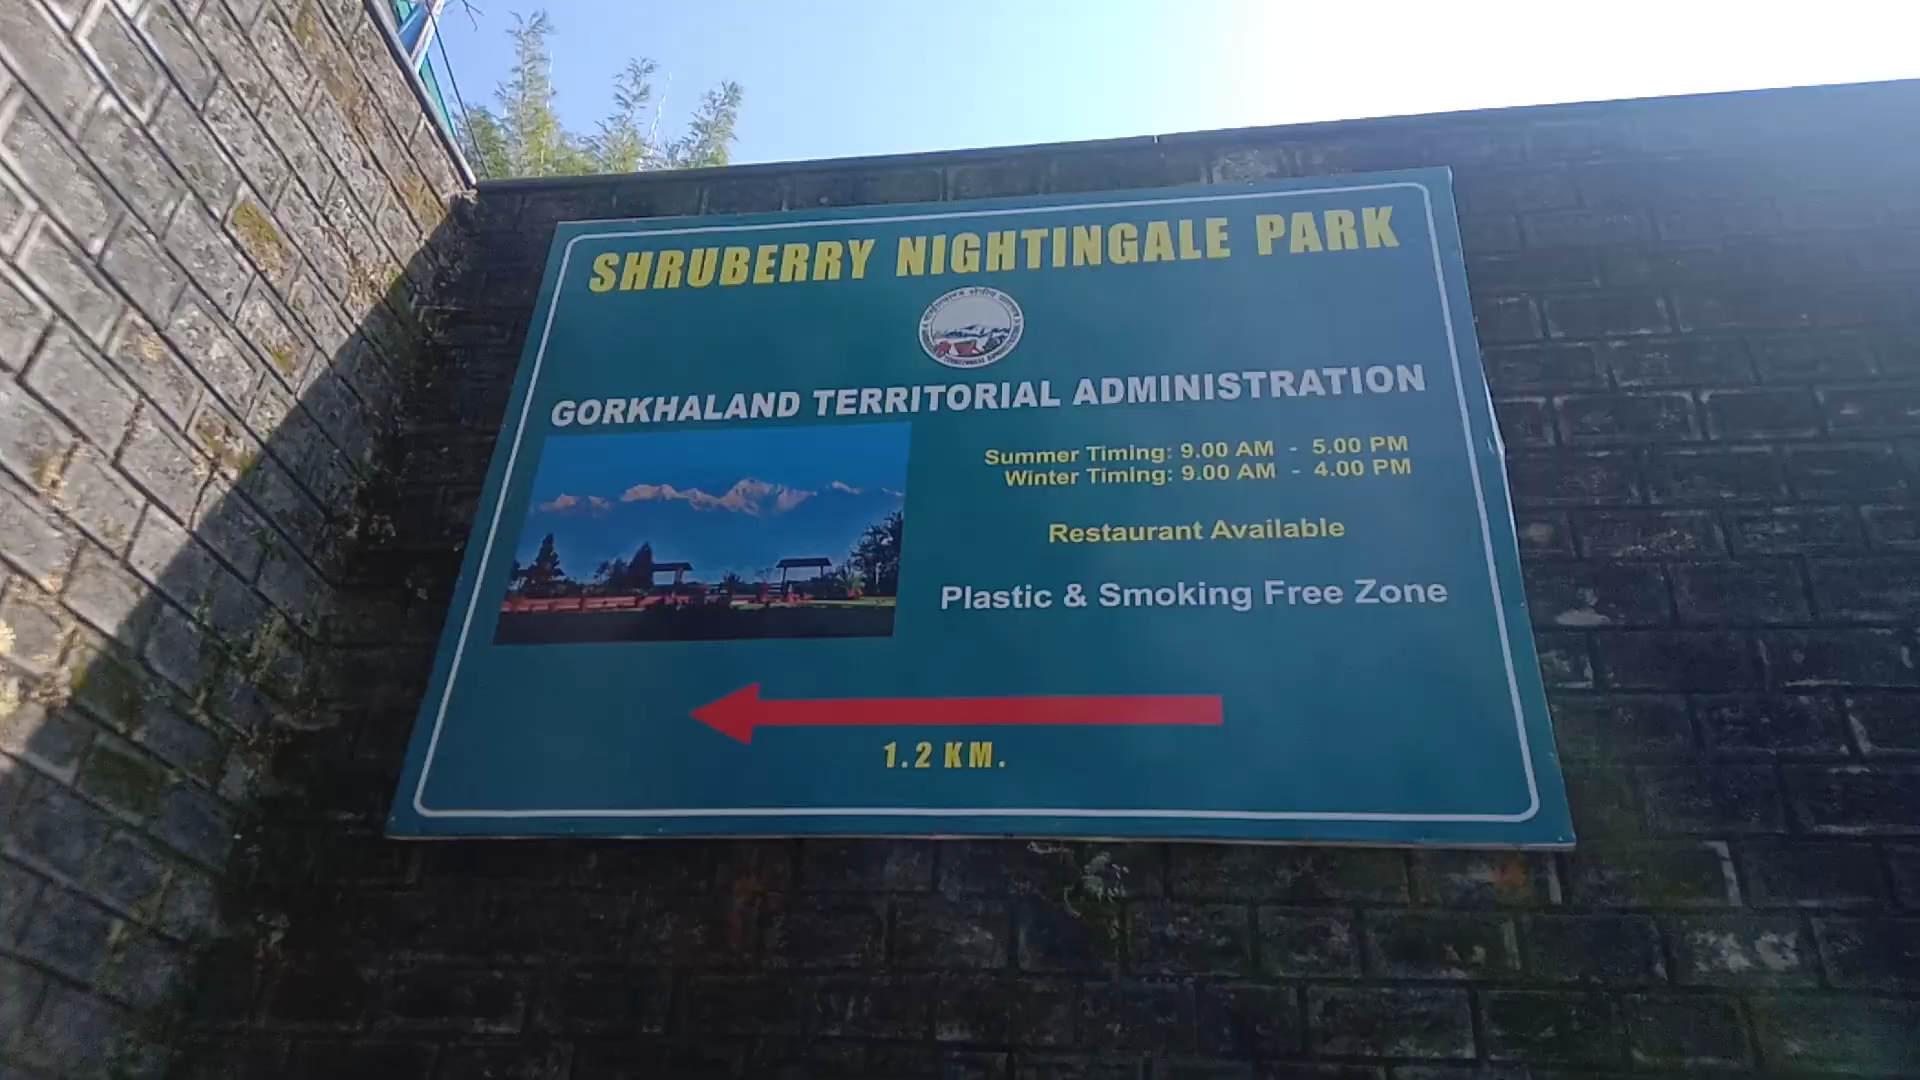 SHRUBERRY NIGHTINGALE PARK
GORKHALAND TERRITORIAL ADMINISTRATION
Summer Timing: 9.00 AM - 5.00 PM
Winter Timing: 9.00 AM - 4.00 PM
Restaurant Available
Plastic & Smoking Free Zone
1.2 KM.